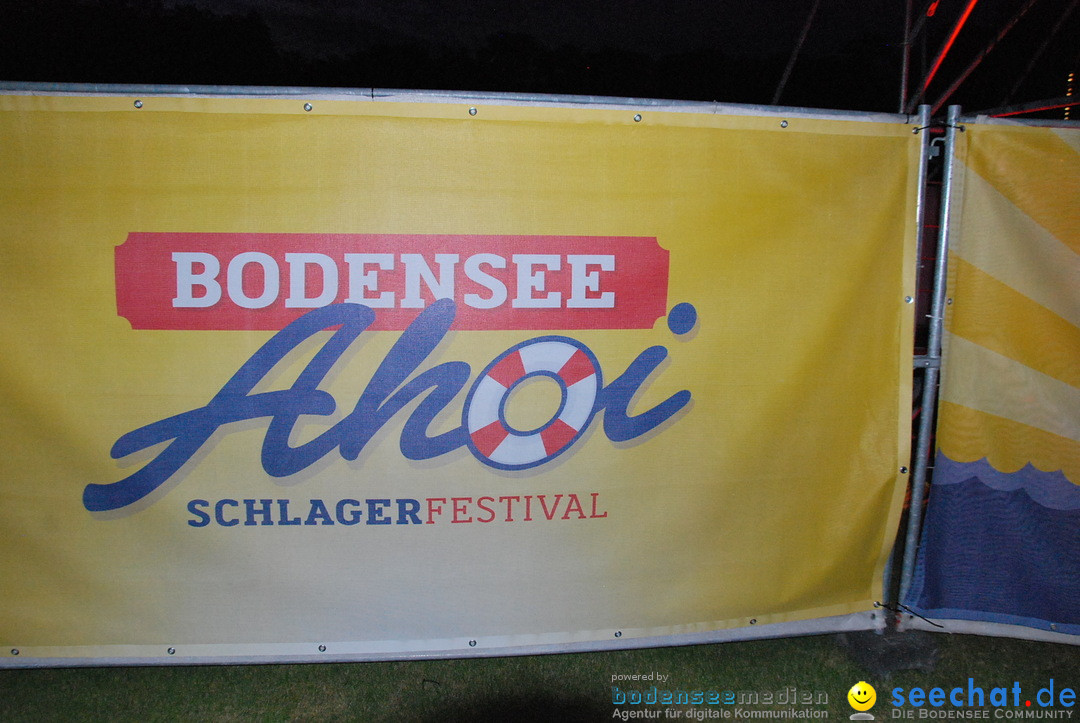 BODENSEE
Ahoi
SCHLAGERFESTIVAL
powered by
bodenseemedien
Agentur für digitale Kommunikation
seechat.de
DIE BODENSEE COMMUNITY